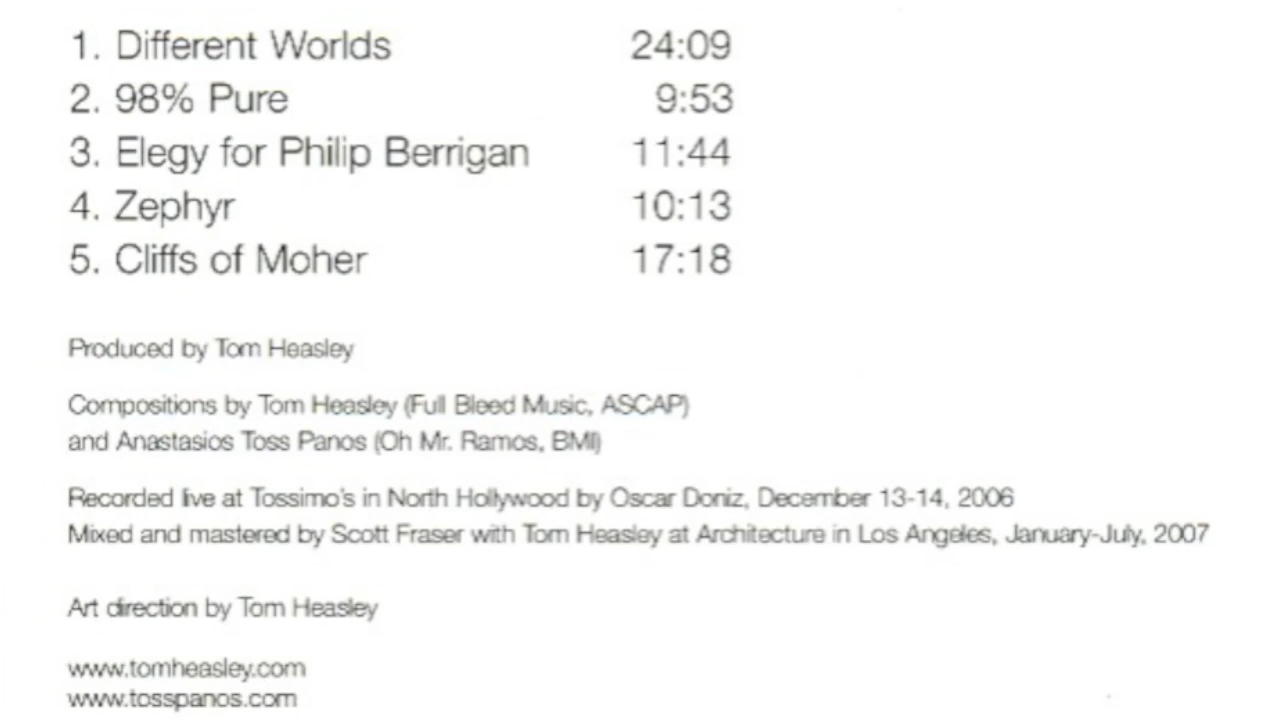 1. Different Worlds 24:09
2. 98% Pure 9:53
3. Elegy for Philip Berrigan 11:44
4. Zephyr 10:13
5. Cliffs of Moher 17:18
Produced by Tom Heasley
Compositions by Tom Heasley (Full Bleed Music, ASCAP)
and Anastasios Toss Panos (Oh Mr. Ramos, BMI)
Recorded live at Tossimo's in North Hollywood by Oscar Doniz, December 13-14, 2006
Mixed and mastered by Scott Fraser with Tom Heasley at Architecture in Los Angeles, January-July, 2007
Art direction by Tom Heasley
www.tomheasley.com
www.tosspanos.com